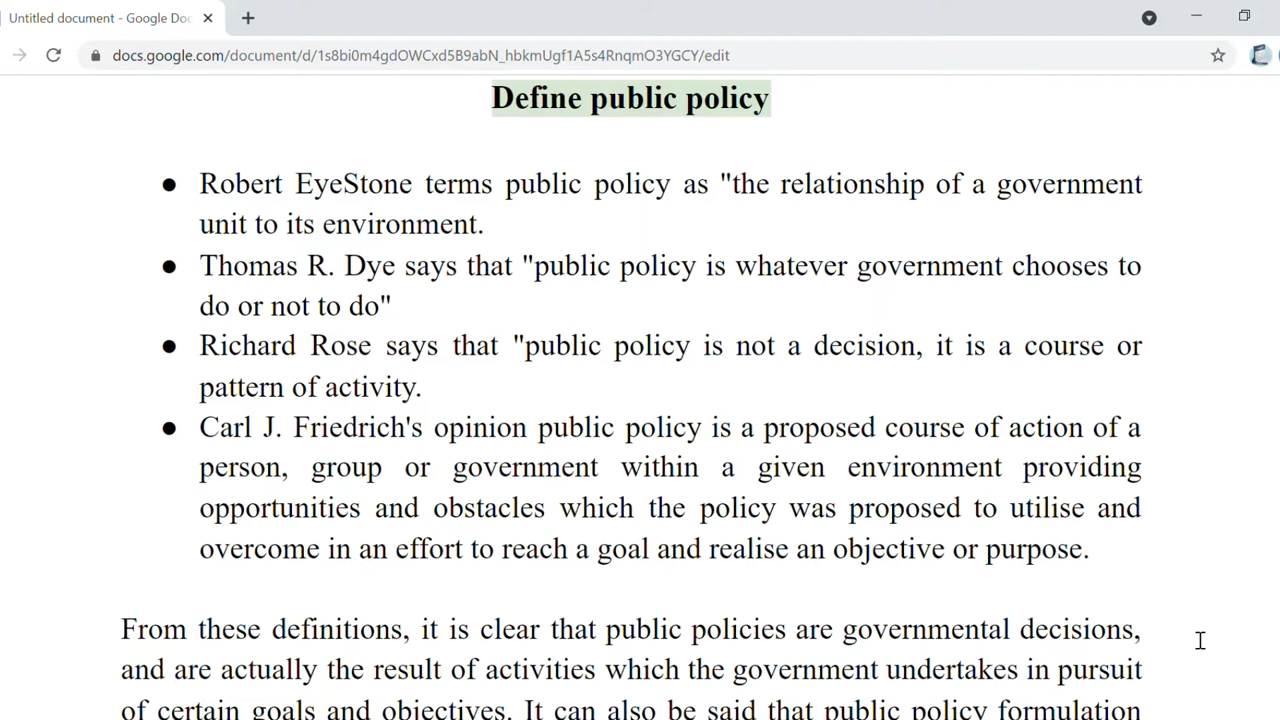 Untitled document - Google Doc
docs.google.com/document/d/1s8bi0m4gdOWCxd5B9abN_hbkmUgf1A5s4RnqmO3YGCY/edit
Define public policy
● Robert EyeStone terms public policy as "the relationship of a government
unit to its environment.
● Thomas R. Dye says that "public policy is whatever government chooses to
do or not to do"
● Richard Rose says that "public policy is not a decision, it is a course or
pattern of activity.
● Carl J. Friedrich's opinion public policy is a proposed course of action of a
person, group or government within a given environment providing
opportunities and obstacles which the policy was proposed to utilise and
overcome in an effort to reach a goal and realise an objective or purpose.
From these definitions, it is clear that public policies are governmental decisions,
and are actually the result of activities which the government undertakes in pursuit
of certain goals and objectives. It can also be said that public policy formulation